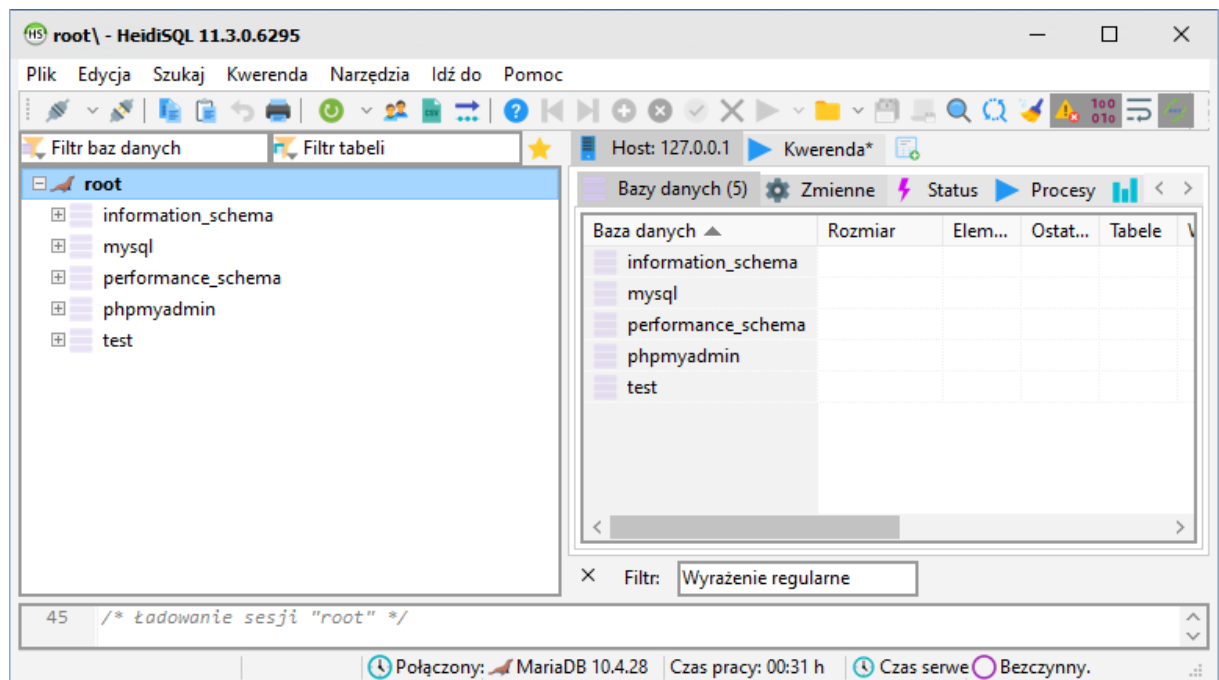 root\ - HeidiSQL 11.3.0.6295
Plik Edycja Szukaj Kwerenda Narzędzia Idź do Pomoc
Filtr baz danych Filtr tabeli
root
information_schema
mysql
performance_schema
phpmyadmin
test
Host: 127.0.0.1 Kwerenda*
Bazy danych (5) Zmienne Status Procesy
Baza danych Rozmiar Elem... Ostat... Tabele
information_schema
mysql
performance_schema
phpmyadmin
test
Filtr: Wyrażenie regularne
45 /* Ładowanie sesji "root" */
Połączony: MariaDB 10.4.28 Czas pracy: 00:31 h Czas serwe Bezczynny.